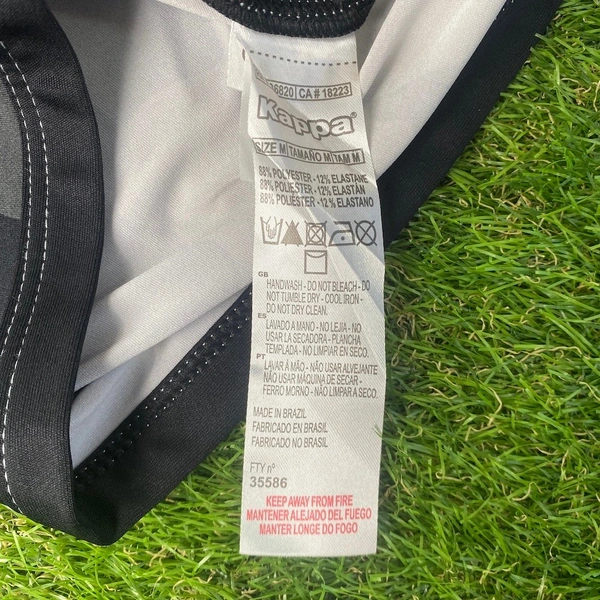 CA # 18223
Kappa
SIZE M TAMAÑO M TAM M
88% POLYESTER - 12% ELASTANE
88% POLIESTER - 12% ELASTÁN
88% POLIÉSTER - 12 % ELASTANO
GB
HANDWASH - DO NOT BLEACH - DO
NOT TUMBLE DRY - COOL IRON -
DO NOT DRY CLEAN.
ES
LAVADO A MANO - NO LEJIA - NO
USAR LA SECADORA - PLANCHA
TEMPLADA - NO LIMPIAR EN SECO.
PT
LAVAR À MÃO - NÃO USAR ALVEJANTE
NÃO USAR MÁQUINA DE SECAR -
FERRO MORNO - NÃO LIMPAR A SECO.
MADE IN BRAZIL
FABRICADO EN BRASIL
FABRICADO NO BRASIL
FTY nº
35586
KEEP AWAY FROM FIRE
MANTENER ALEJADO DEL FUEGO
MANTER LONGE DO FOGO